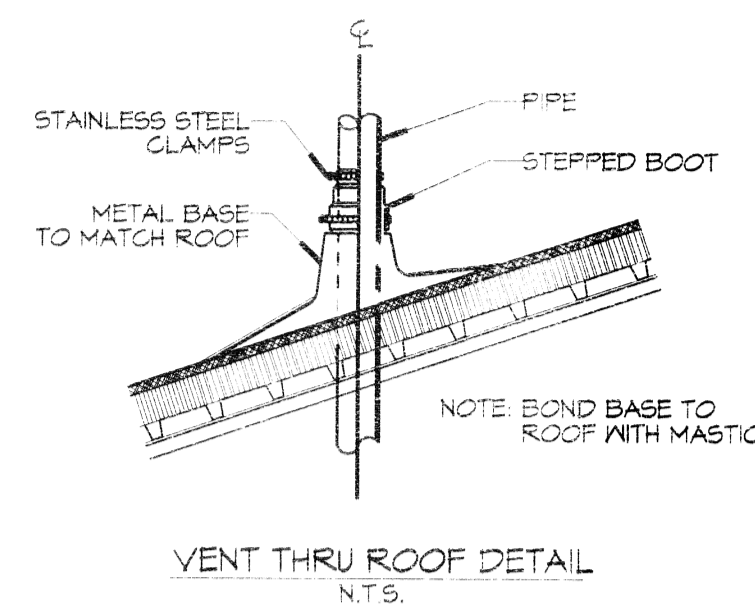 ℄
STAINLESS STEEL
CLAMPS
METAL BASE
TO MATCH ROOF
PIPE
STEPPED BOOT
NOTE: BOND BASE TO
ROOF WITH MASTIC
VENT THRU ROOF DETAIL
N.T.S.